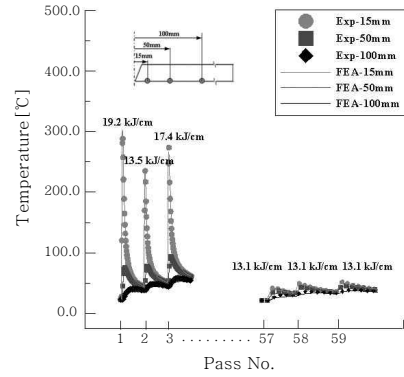 500.0
400.0
300.0
200.0
100.0
0.0
Temperature[℃]
100mm
50mm
15mm
Exp-15mm
Exp-50mm
Exp-100mm
FEA-15mm
FEA-50mm
FEA-100mm
19.2 kJ/cm
13.5 kJ/cm
17.4 kJ/cm
13.1 kJ/cm
13.1 kJ/cm
13.1 kJ/cm
1 2 3 ......... 57 58 59
Pass No.